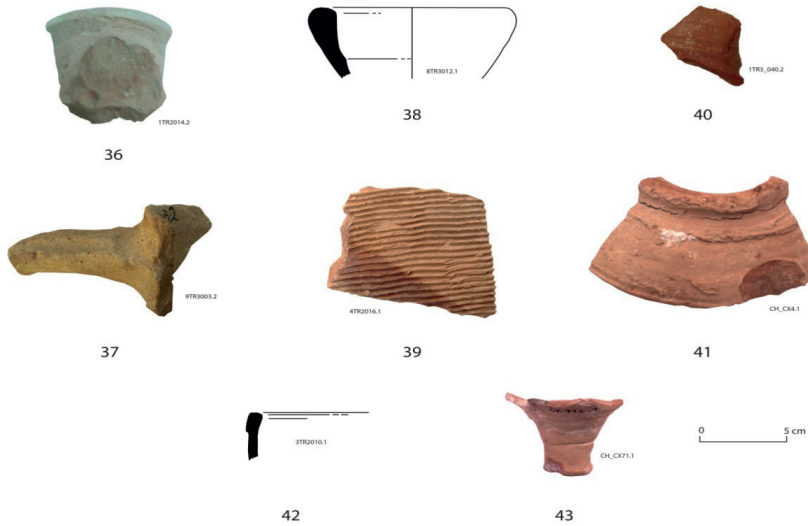 1TR2014.2
36
8TR3012.1
38
1TR3_040.2
40
9TR3003.2
37
4TR2016.1
39
CH_CX4.1
41
3TR2010.1
42
CH_CX71.1
43
0 5 cm